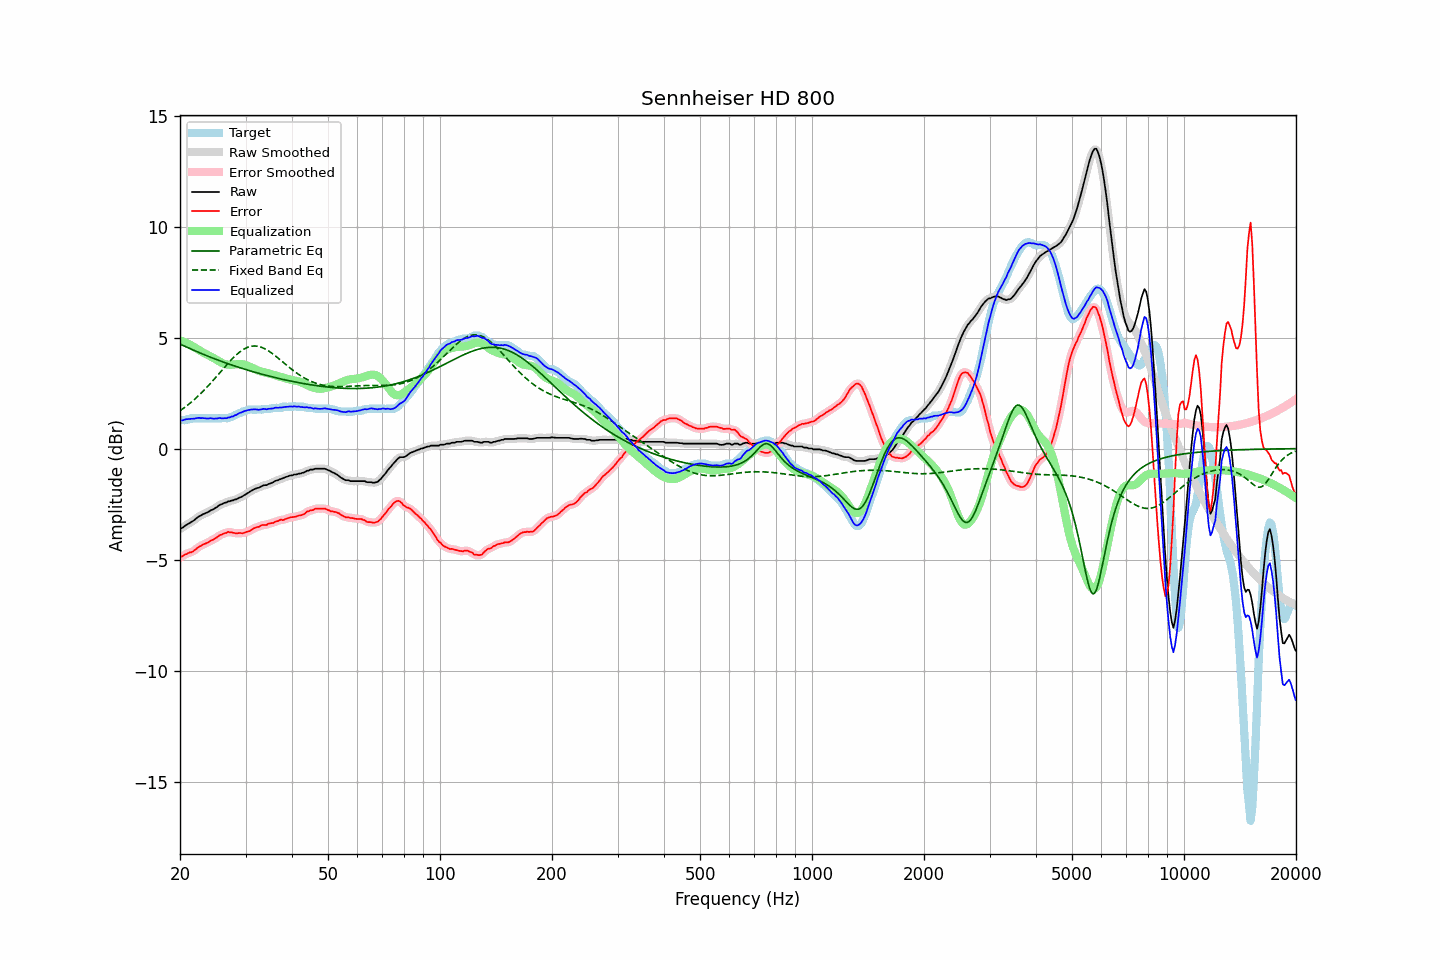 Sennheiser HD 800
Target
Raw Smoothed
Error Smoothed
Raw
Error
Equalization
Parametric Eq
Fixed Band Eq
Equalized
Amplitude (dBr)
15
10
5
0
−5
−10
−15
20 50 100 200 500 1000 2000 5000 10000 20000
Frequency (Hz)